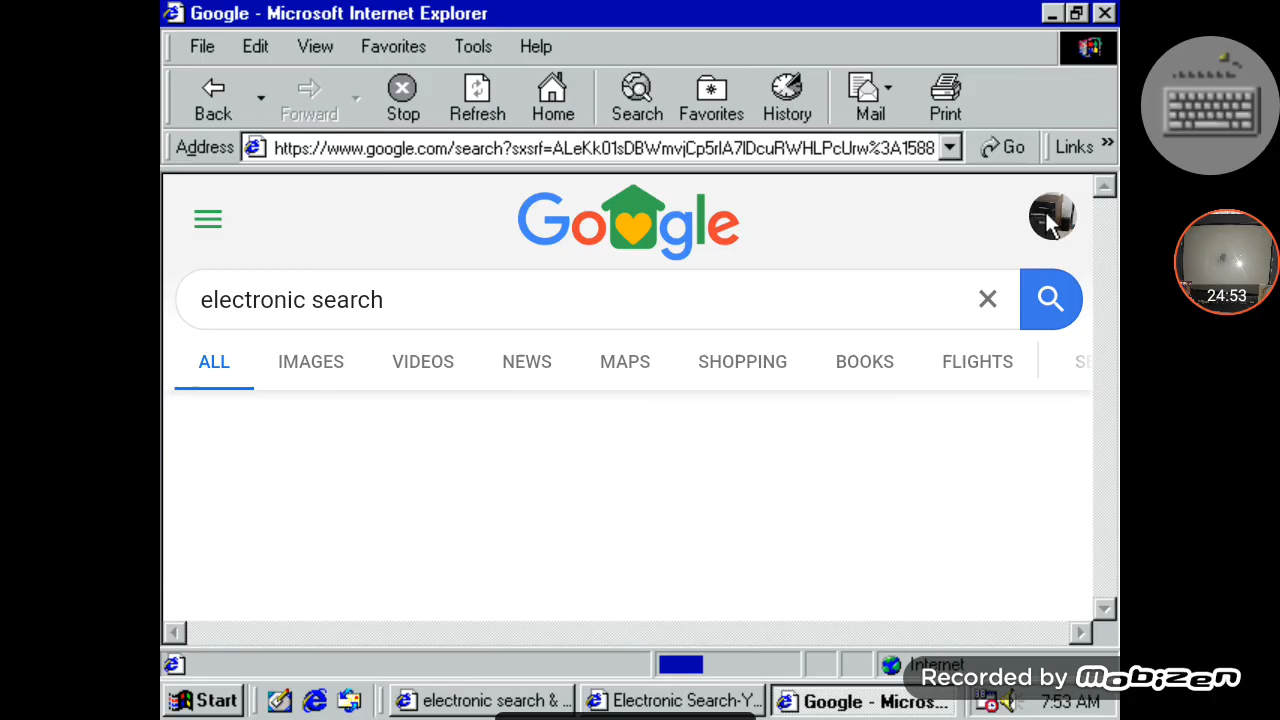 Google - Microsoft Internet Explorer
File Edit View Favorites Tools Help
Back Forward Stop Refresh Home Search Favorites History Mail Print
Address https://www.google.com/search?sxsrf=ALeKk01sDBWmvjCp5rlA7lDcuRWHLPcUrw%3A1588 Go Links »
Google
electronic search
ALL IMAGES VIDEOS NEWS MAPS SHOPPING BOOKS FLIGHTS
24:53
Internet
Recorded by mobizen
Start electronic search & ... Electronic Search-Y... Google - Micros... 7:53 AM